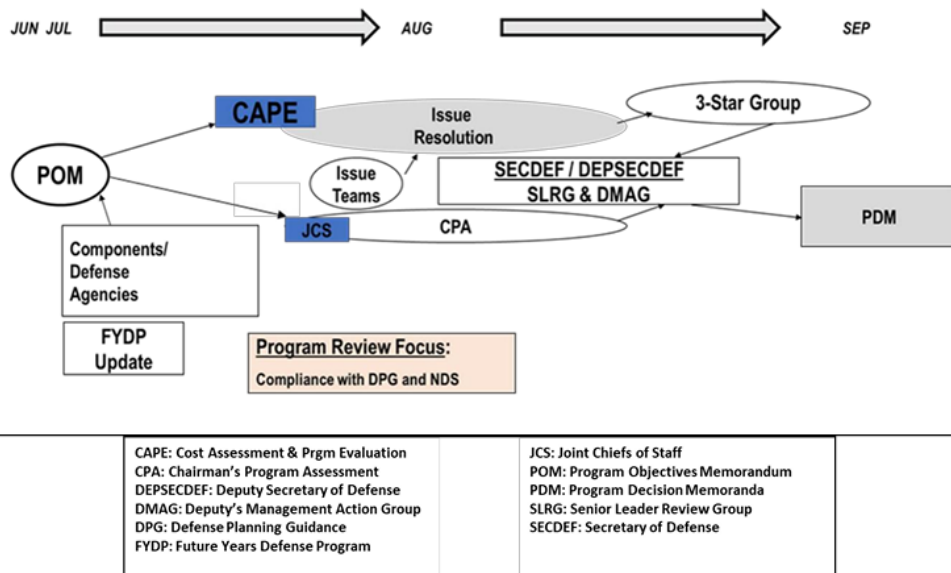 JUN JUL
AUG
SEP
CAPE
Issue
Resolution
3-Star Group
POM
Issue
Teams
SECDEF / DEPSECDEF
SLRG & DMAG
JCS
CPA
PDM
Components/
Defense
Agencies
FYDP
Update
Program Review Focus:
Compliance with DPG and NDS
CAPE: Cost Assessment & Prgm Evaluation
CPA: Chairman's Program Assessment
DEPSECDEF: Deputy Secretary of Defense
DMAG: Deputy's Management Action Group
DPG: Defense Planning Guidance
FYDP: Future Years Defense Program
JCS: Joint Chiefs of Staff
POM: Program Objectives Memorandum
PDM: Program Decision Memoranda
SLRG: Senior Leader Review Group
SECDEF: Secretary of Defense